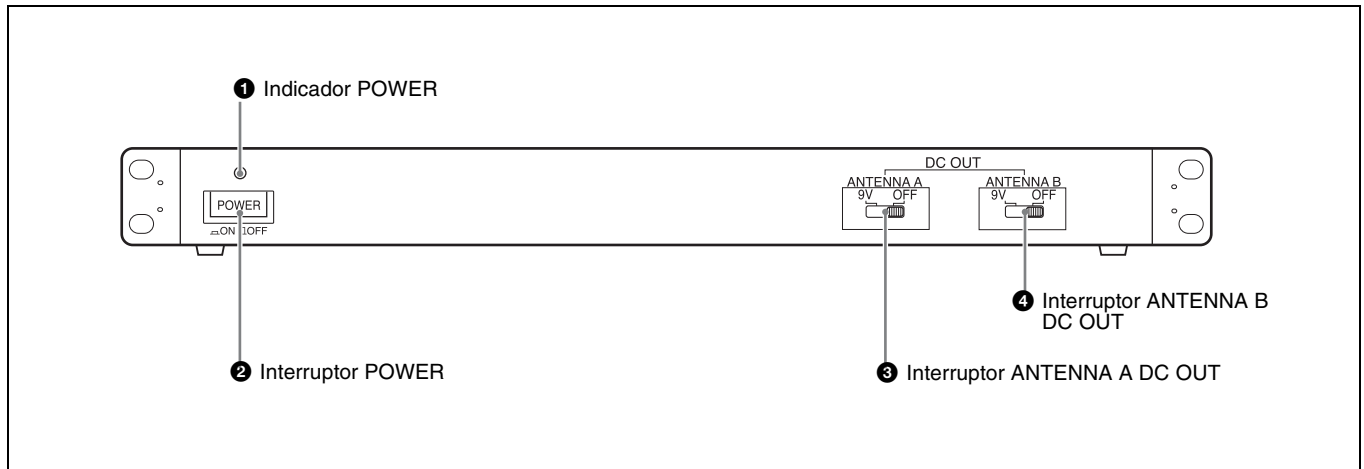 ❶ Indicador POWER
DC OUT
ANTENNA A
ANTENNA B
9V OFF
9V OFF
POWER
ON OFF
❹ Interruptor ANTENNA B
DC OUT
❷ Interruptor POWER
❸ Interruptor ANTENNA A DC OUT